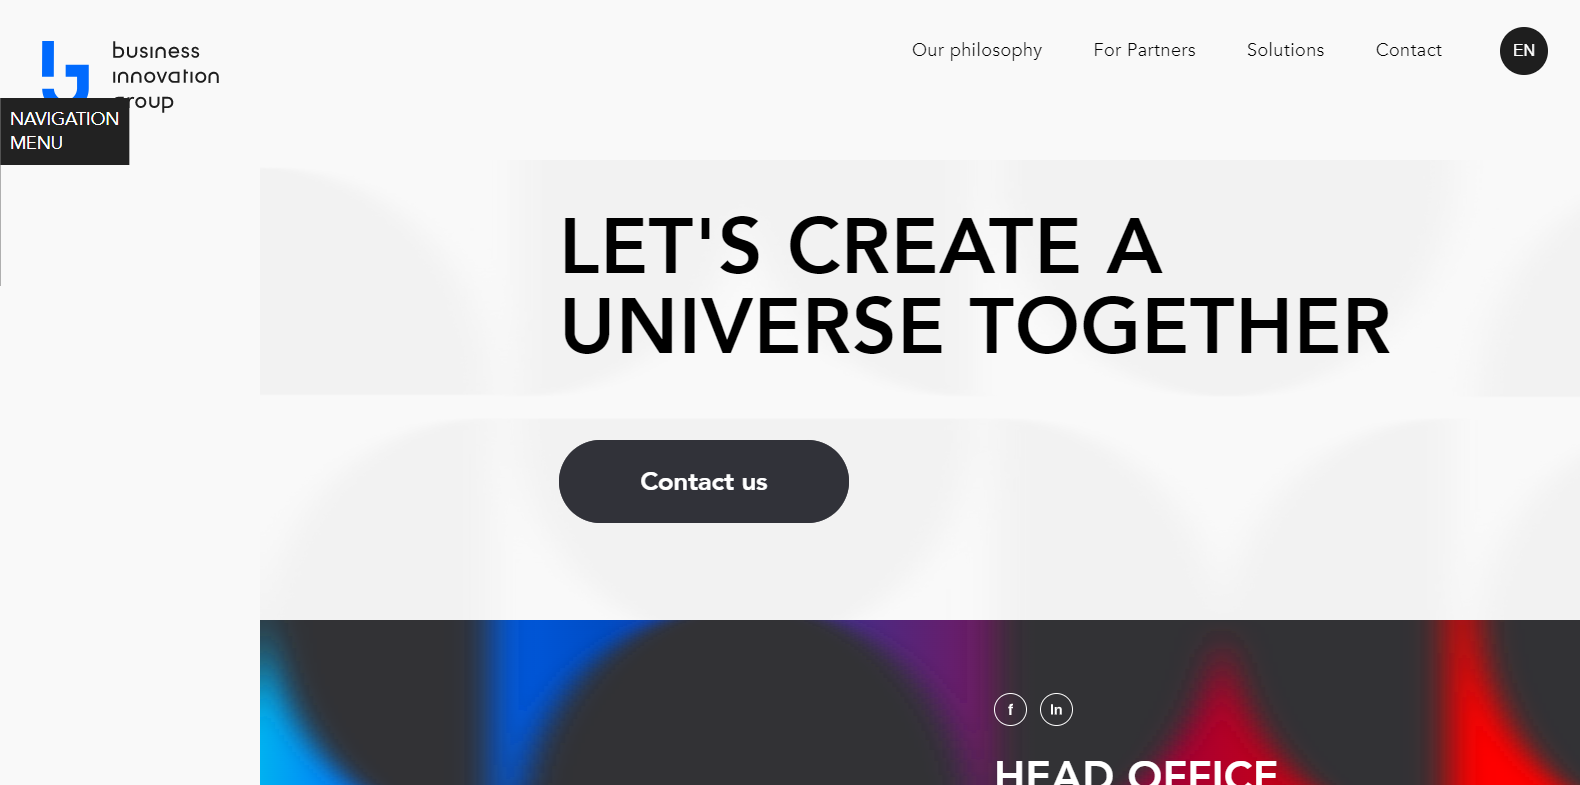 business
innovation
group
Our philosophy
For Partners
Solutions
Contact
EN
NAVIGATION
MENU
LET'S CREATE A
UNIVERSE TOGETHER
Contact us
f
In
HEAD OFFICE